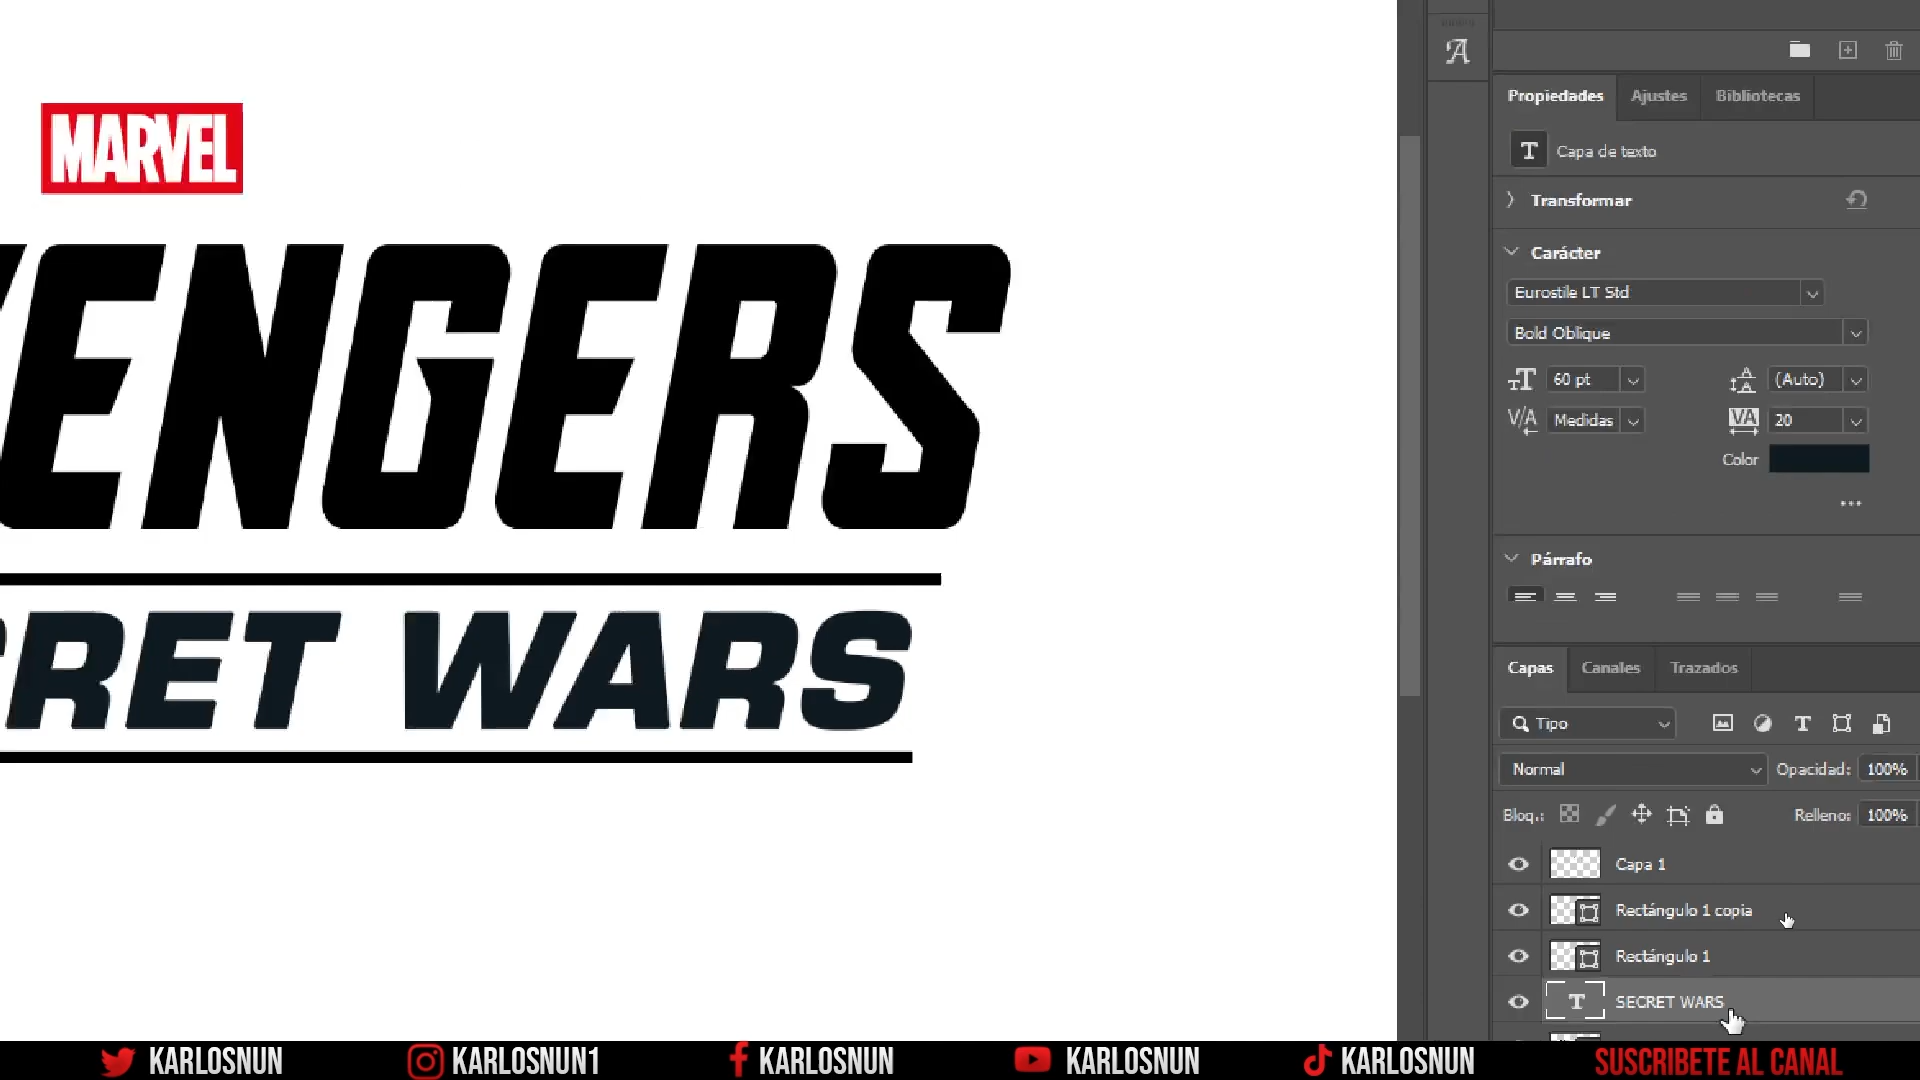 MARVEL
VENGERS
CRET WARS
A
Propiedades Ajustes Bibliotecas
T Capa de texto
Transformar
Carácter
Eurostile LT Std
Bold Oblique
60 pt (Auto)
Medidas 20
Color
Párrafo
Capas Canales Trazados
Tipo
Normal Opacidad: 100%
Bloq.: Relleno: 100%
Capa 1
Rectángulo 1 copia
Rectángulo 1
T SECRET WARS
KARLOSNUN KARLOSNUN1 KARLOSNUN KARLOSNUN KARLOSNUN SUSCRIBETE AL CANAL